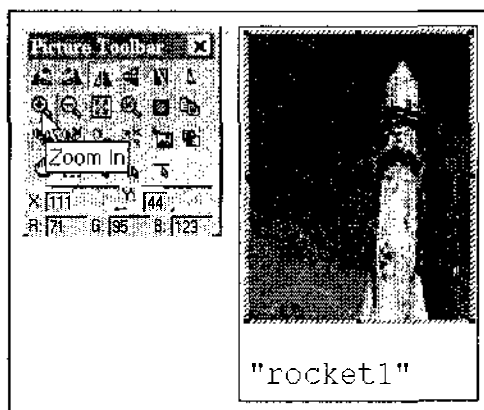 Picture Toolbar
Zoom In
X: 111 Y: 44
R: 71 G: 95 B: 123
"rocket1"